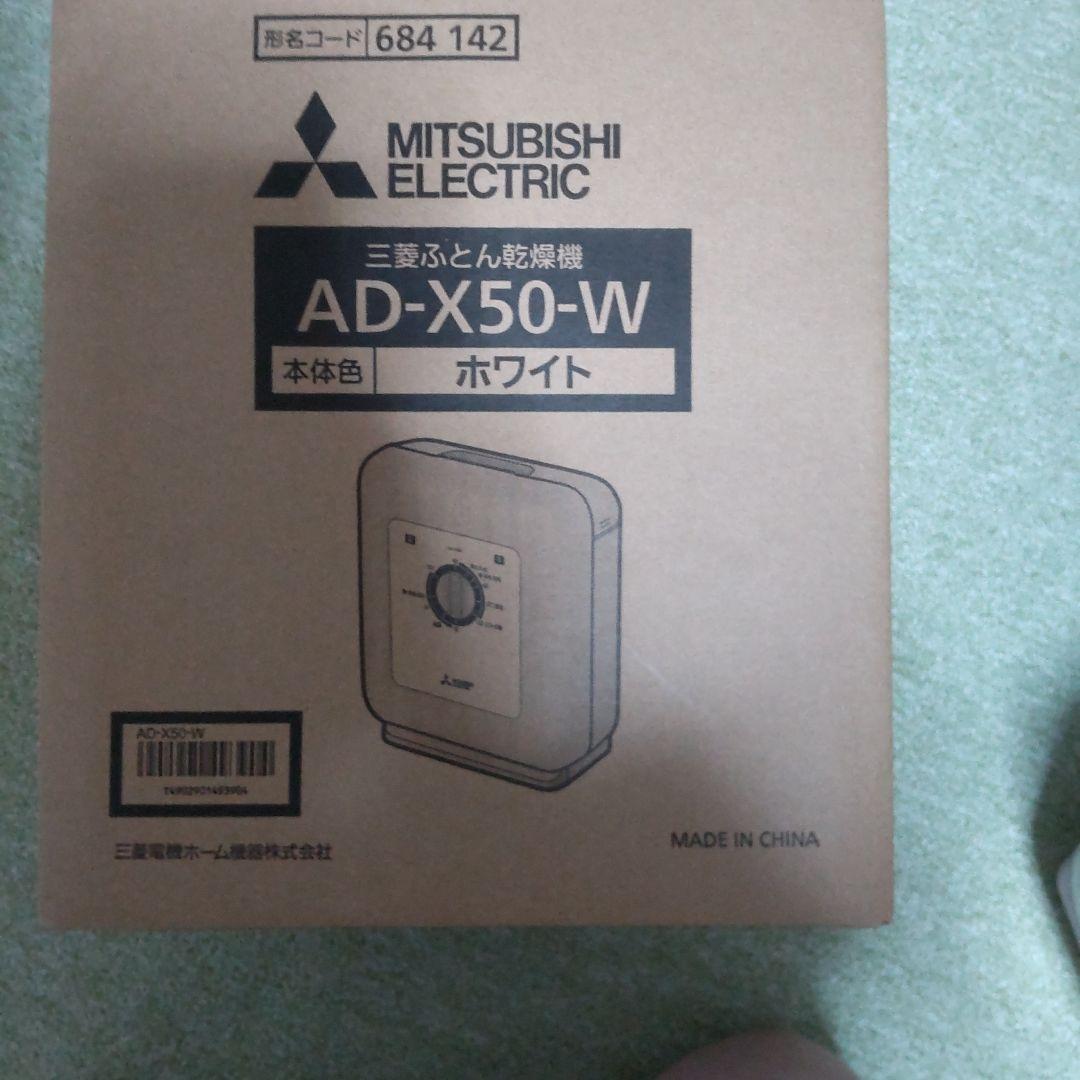 形名コード 684 142
MITSUBISHI
ELECTRIC
三菱ふとん乾燥機
AD-X50-W
本体色 ホワイト
AD-X50-W
三菱電機ホーム機器株式会社
MADE IN CHINA